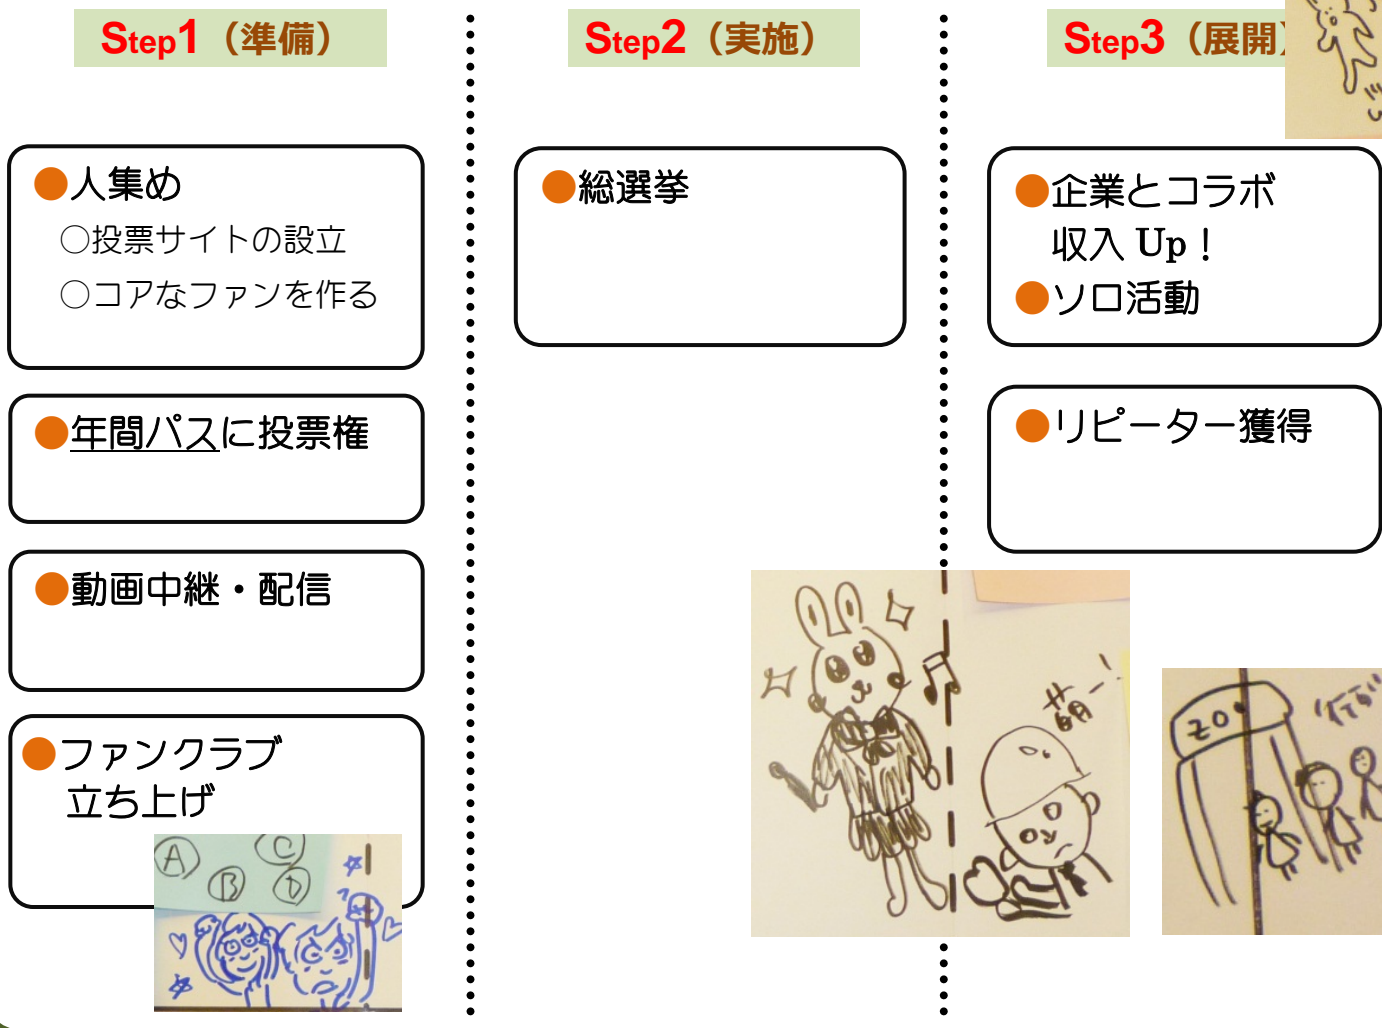 Step1（準備）
●人集め
○投票サイトの設立
○コアなファンを作る
●年間パスに投票権
●動画中継・配信
●ファンクラブ
立ち上げ
A
B
C
D
Step2（実施）
●総選挙
Step3（展開）
●企業とコラボ
収入 Up！
●ソロ活動
●リピーター獲得
萌ー!
ZOO